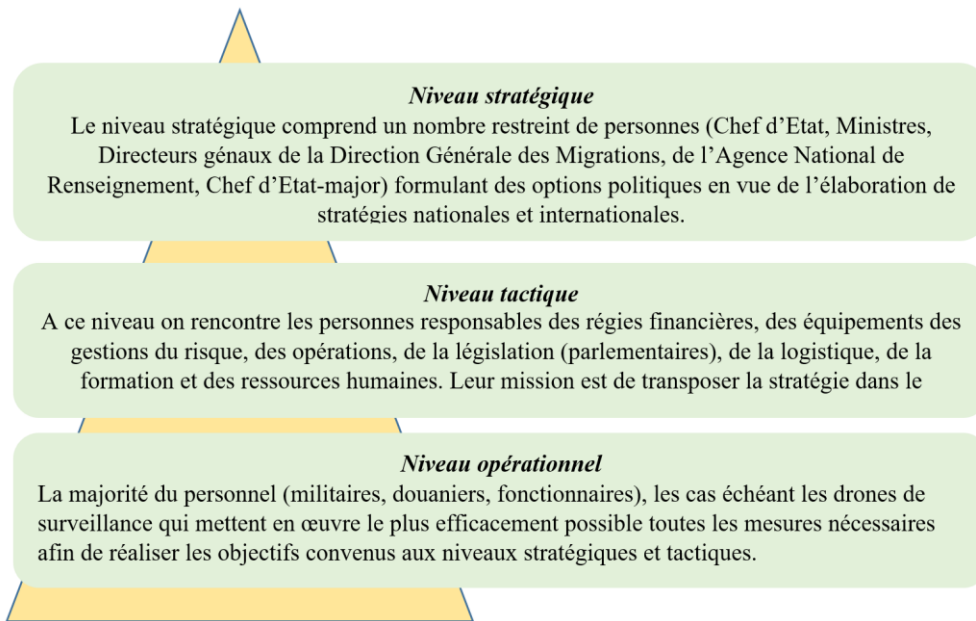 Niveau stratégique
Le niveau stratégique comprend un nombre restreint de personnes (Chef d’Etat, Ministres,
Directeurs génaux de la Direction Générale des Migrations, de l’Agence National de
Renseignement, Chef d’Etat-major) formulant des options politiques en vue de l’élaboration de
stratégies nationales et internationales.
Niveau tactique
A ce niveau on rencontre les personnes responsables des régies financières, des équipements des
gestions du risque, des opérations, de la législation (parlementaires), de la logistique, de la
formation et des ressources humaines. Leur mission est de transposer la stratégie dans le
Niveau opérationnel
La majorité du personnel (militaires, douaniers, fonctionnaires), les cas échéant les drones de
surveillance qui mettent en œuvre le plus efficacement possible toutes les mesures nécessaires
afin de réaliser les objectifs convenus aux niveaux stratégiques et tactiques.